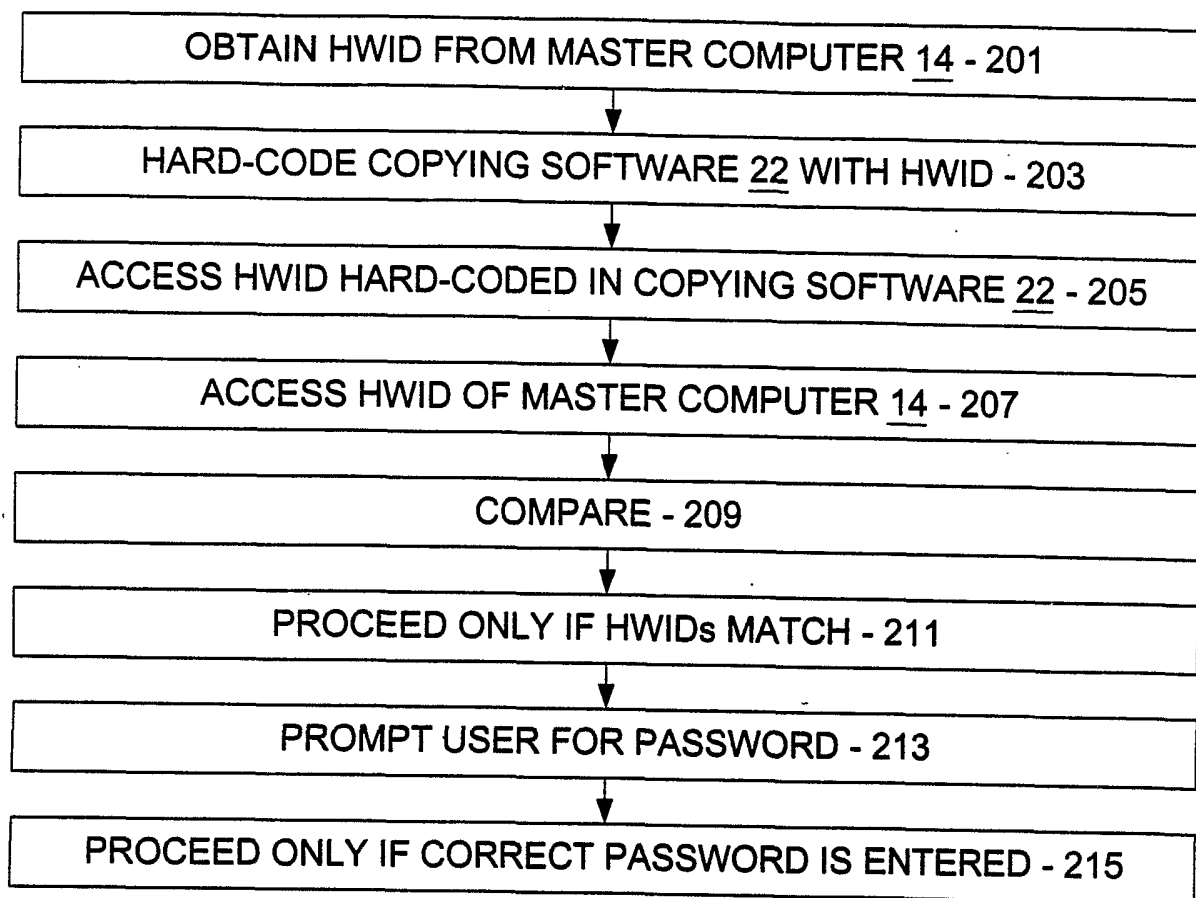 OBTAIN HWID FROM MASTER COMPUTER 14 - 201
HARD-CODE COPYING SOFTWARE 22 WITH HWID - 203
ACCESS HWID HARD-CODED IN COPYING SOFTWARE 22 - 205
ACCESS HWID OF MASTER COMPUTER 14 - 207
COMPARE - 209
PROCEED ONLY IF HWIDs MATCH - 211
PROMPT USER FOR PASSWORD - 213
PROCEED ONLY IF CORRECT PASSWORD IS ENTERED - 215